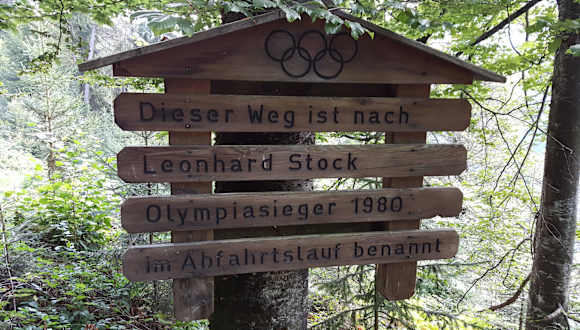 Dieser Weg ist nach
Leonhard Stock
Olympiasieger 1980
im Abfahrtslauf benannt